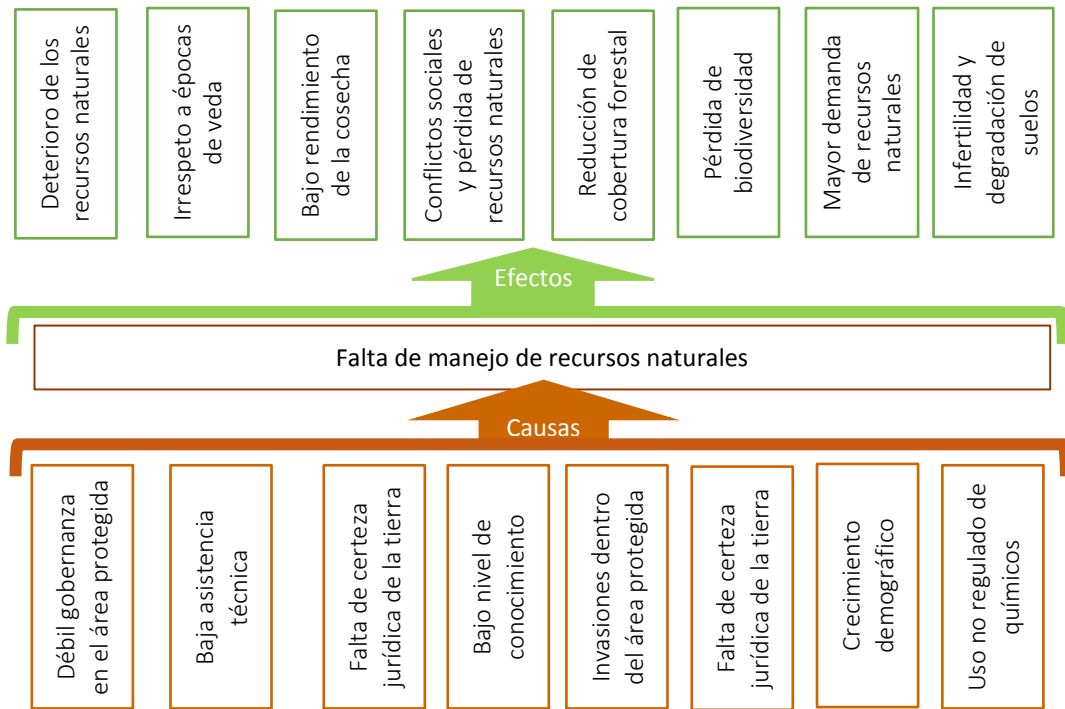 Deterioro de los
recursos naturales
Irrespeto a épocas
de veda
Bajo rendimiento
de la cosecha
Conflictos sociales
y pérdida de
recursos naturales
Reducción de
cobertura forestal
Pérdida de
biodiversidad
Mayor demanda
de recursos
naturales
Infertilidad y
degradación de
suelos
Efectos
Falta de manejo de recursos naturales
Causas
Débil gobernanza
en el área protegida
Baja asistencia
técnica
Falta de certeza
jurídica de la tierra
Bajo nivel de
conocimiento
Invasiones dentro
del área protegida
Falta de certeza
jurídica de la tierra
Crecimiento
demográfico
Uso no regulado de
químicos